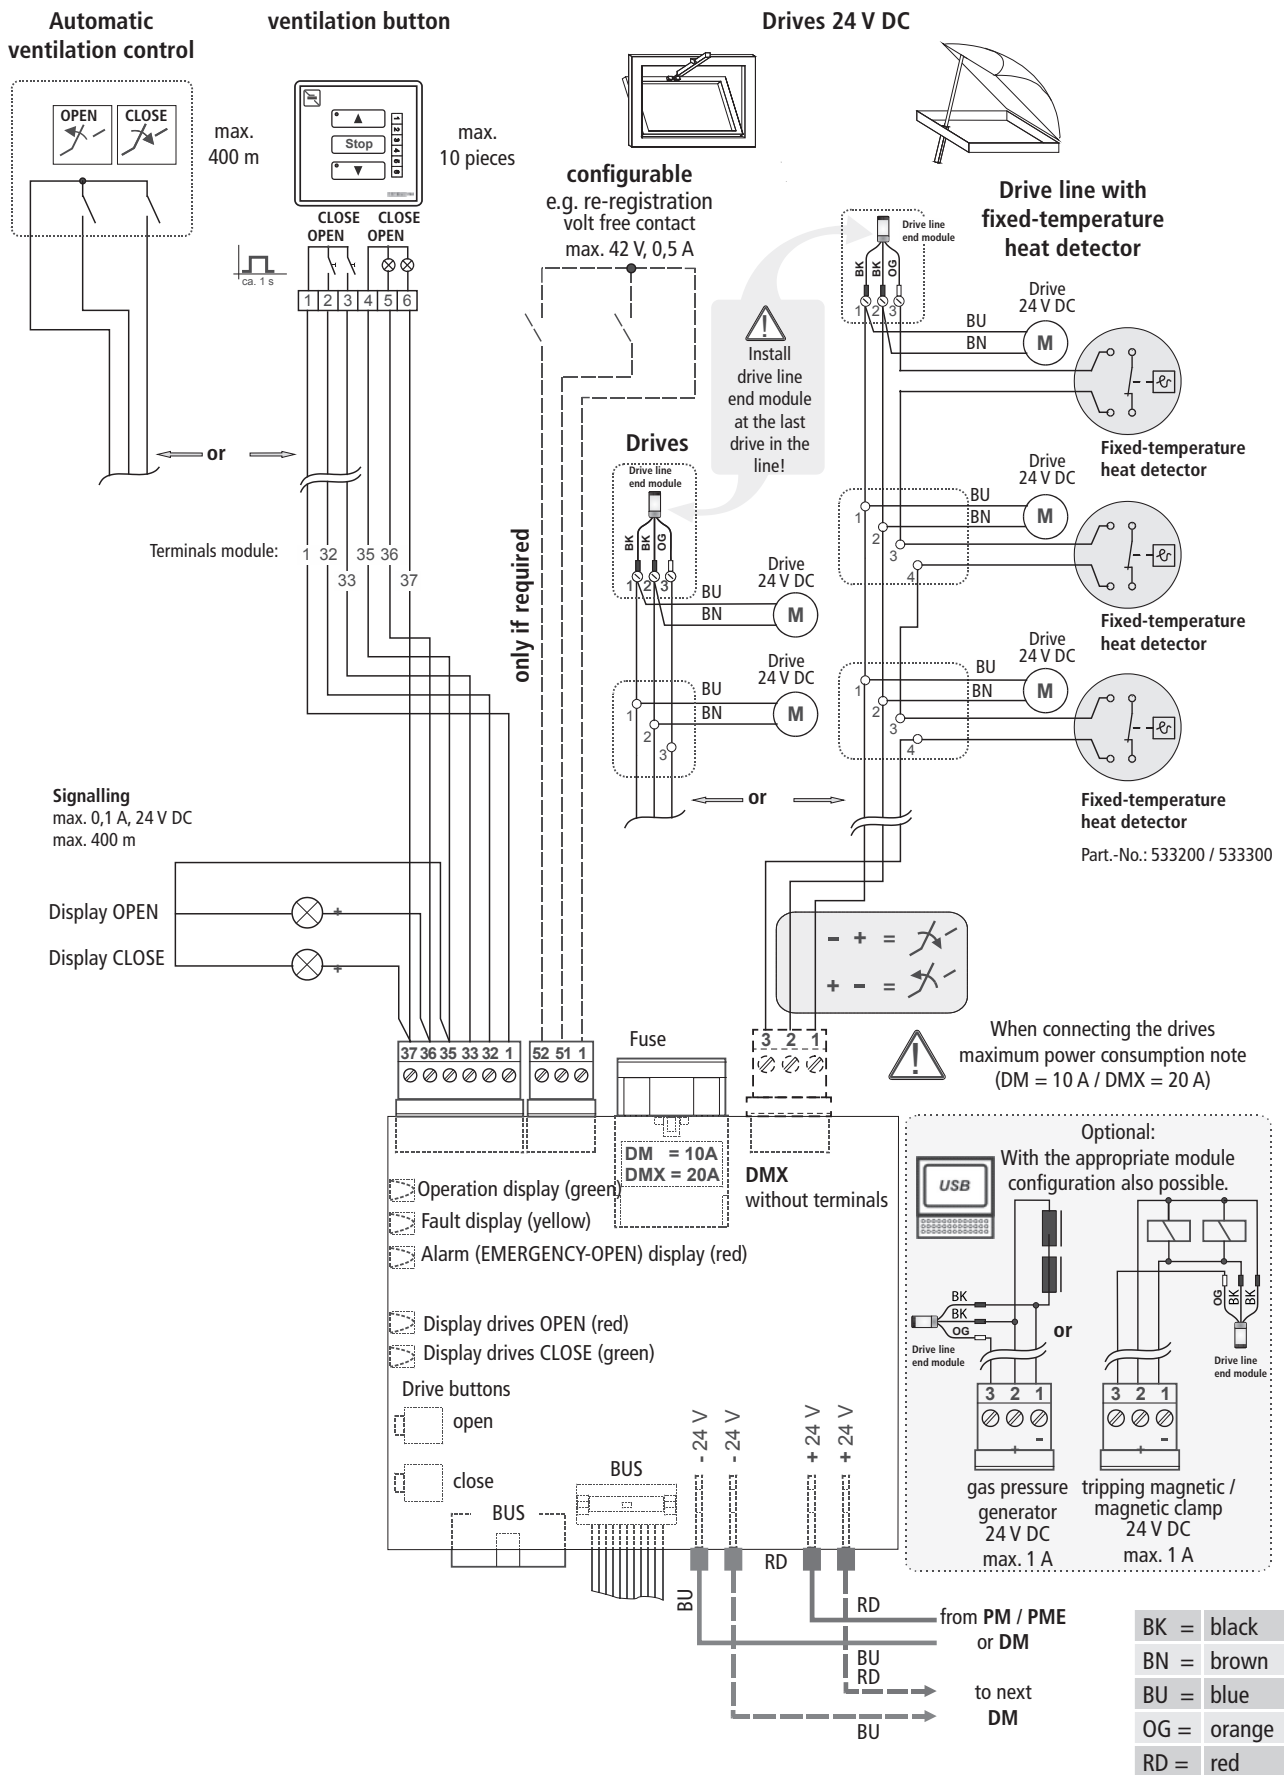 Automatic
ventilation control
ventilation button
Drives 24 V DC
OPEN
CLOSE
max.
400 m
Stop
1
2
3
4
5
6
max.
10 pieces
CLOSE CLOSE
OPEN OPEN
ca. 1 s
1 2 3 4 5 6
configurable
e.g. re-registration
volt free contact
max. 42 V, 0,5 A
Drive line with
fixed-temperature
heat detector
Drive line
end module
BK
BK
OG
1 2 3
Drive
24 V DC
BU
BN
M
Fixed-temperature
heat detector
Install
drive line
end module
at the last
drive in the
line!
or
Drives
Drive line
end module
BK
BK
OG
1 2 3
Drive
24 V DC
BU
BN
M
Drive
24 V DC
BU
BN
M
1
2
3
Drive
24 V DC
BU
BN
M
1
2
3
4
Fixed-temperature
heat detector
Drive
24 V DC
BU
BN
M
1
2
3
4
Fixed-temperature
heat detector
Part.-No.: 533200 / 533300
only if required
Terminals module:
1 32 35 36
33 37
or
Signalling
max. 0,1 A, 24 V DC
max. 400 m
Display OPEN
+
Display CLOSE
+
- + =
+ - =
37 36 35 33 32 1
52 51 1
Fuse
3 2 1
When connecting the drives
maximum power consumption note
(DM = 10 A / DMX = 20 A)
DM = 10A
DMX = 20A
DMX
without terminals
Operation display (green)
Fault display (yellow)
Alarm (EMERGENCY-OPEN) display (red)
Display drives OPEN (red)
Display drives CLOSE (green)
Drive buttons
open
close
BUS
BUS
- 24 V
- 24 V
+ 24 V
+ 24 V
Optional:
With the appropriate module
configuration also possible.
USB
BK
BK
OG
Drive line
end module
or
OG
BK
BK
Drive line
end module
3 2 1
-
+
3 2 1
-
+
gas pressure
generator
24 V DC
max. 1 A
tripping magnetic /
magnetic clamp
24 V DC
max. 1 A
RD
BU
RD
from PM / PME
or DM
BU
RD
to next
DM
BU
BK = black
BN = brown
BU = blue
OG = orange
RD = red